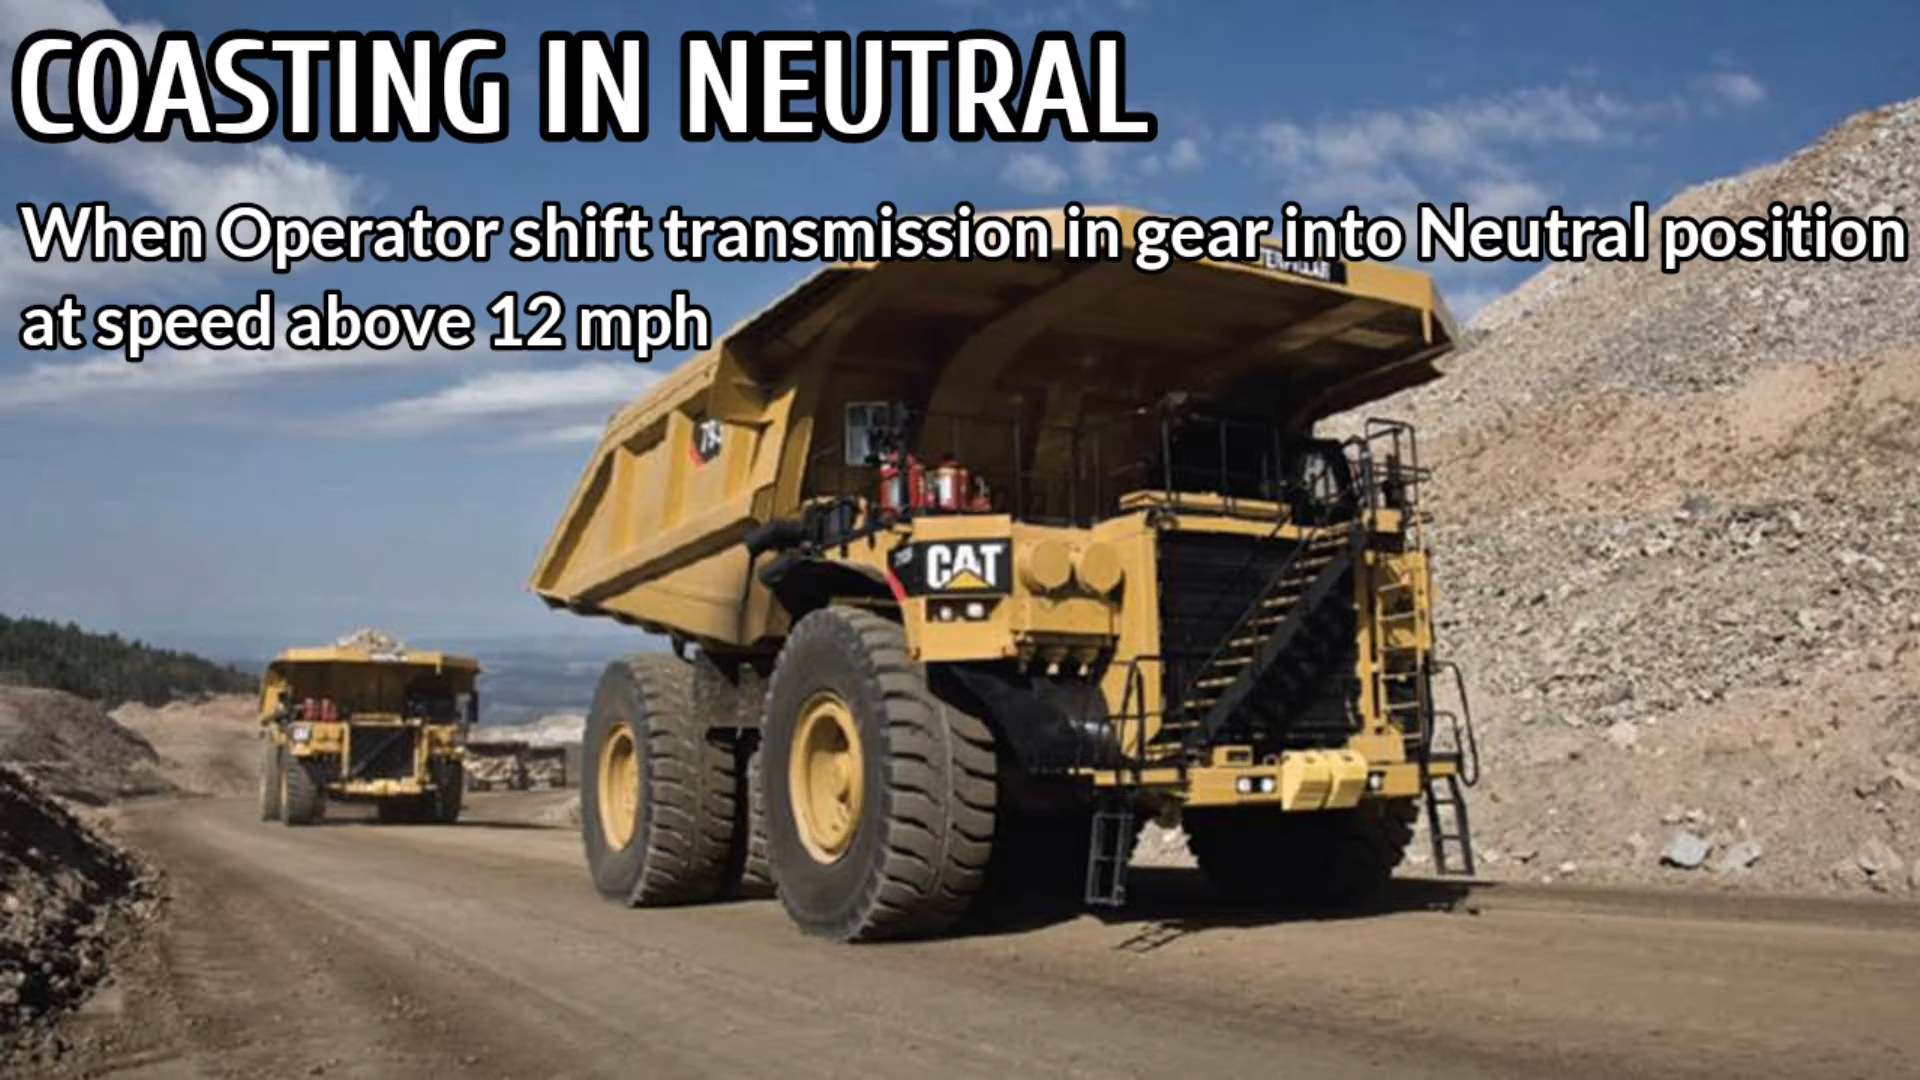 COASTING IN NEUTRAL
When Operator shift transmission in gear into Neutral position
at speed above 12 mph
CAT